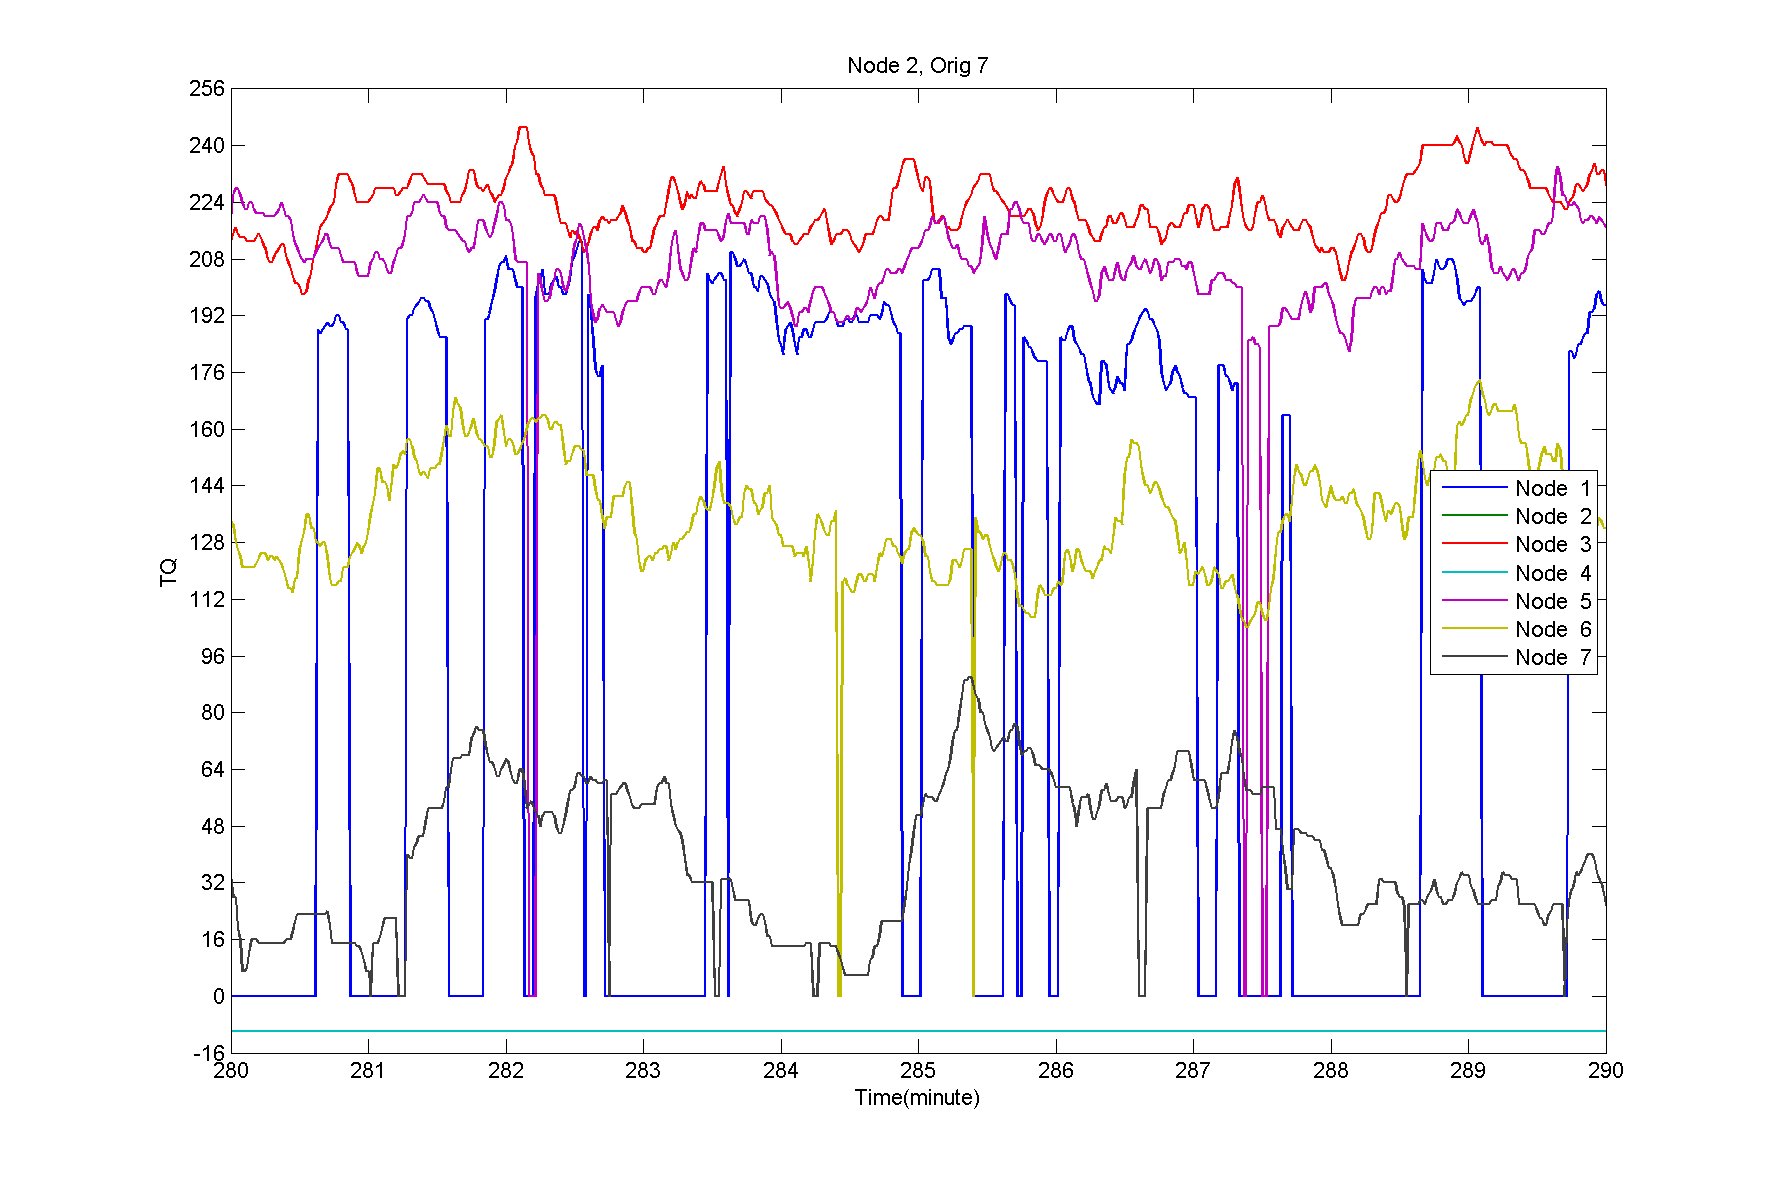 Node 2, Orig 7
256
240
224
208
192
176
160
144
128
112
96
80
64
48
32
16
0
-16
TQ
280 281 282 283 284 285 286 287 288 289 290
Time(minute)
Node 1
Node 2
Node 3
Node 4
Node 5
Node 6
Node 7